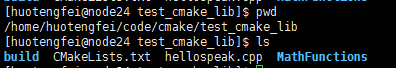 [huotengfei@node24 test_cmake_lib]$ pwd
/home/huotengfei/code/cmake/test_cmake_lib
[huotengfei@node24 test_cmake_lib]$ ls
build CMakeLists.txt hellospeak.cpp MathFunctions